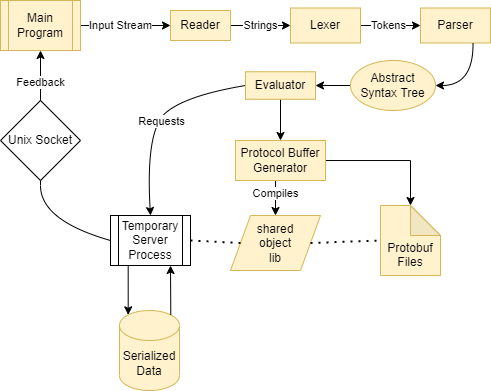 Main
Program
Input Stream
Reader
Strings
Lexer
Tokens
Parser
Feedback
Abstract
Syntax Tree
Evaluator
Requests
Unix Socket
Protocol Buffer
Generator
Compiles
Temporary
Server
Process
shared
object
lib
Protobuf
Files
Serialized
Data